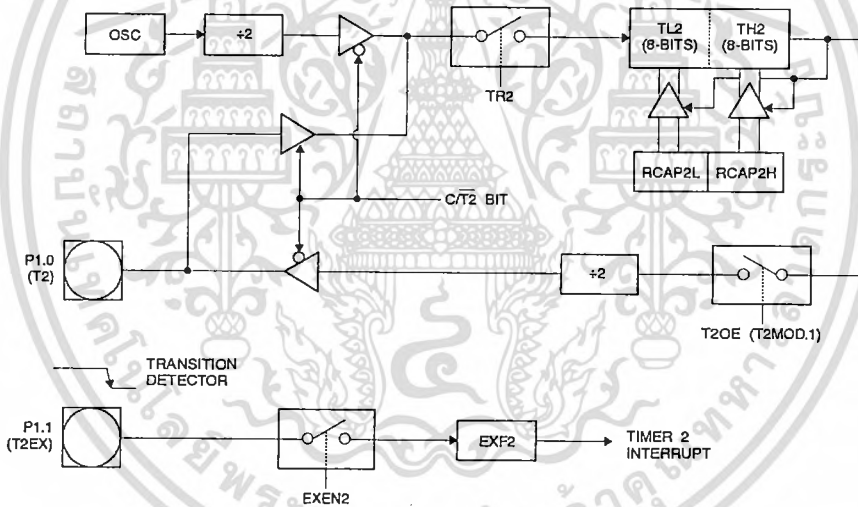 OSC
÷2
TR2
TL2
(8-BITS)
TH2
(8-BITS)
RCAP2L
RCAP2H
C/T2 BIT
P1.0
(T2)
÷2
T2OE (T2MOD.1)
TRANSITION
DETECTOR
P1.1
(T2EX)
EXEN2
EXF2
TIMER 2
INTERRUPT